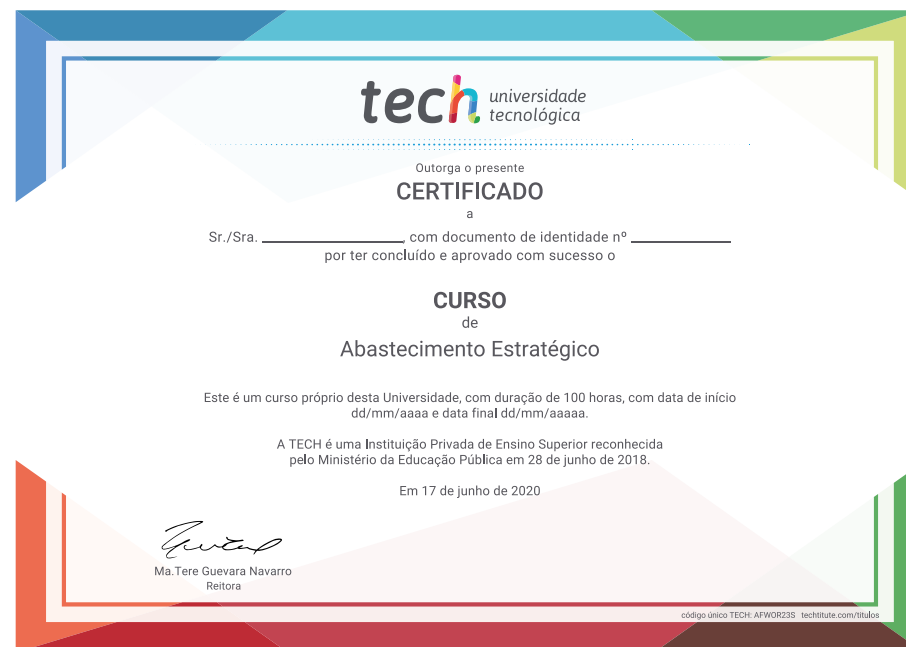 tech universidade
tecnológica
Outorga o presente
CERTIFICADO
a
Sr./Sra. ________________, com documento de identidade nº ____________
por ter concluído e aprovado com sucesso o
CURSO
de
Abastecimento Estratégico
Este é um curso próprio desta Universidade, com duração de 100 horas, com data de início
dd/mm/aaaa e data final dd/mm/aaaaa.
A TECH é uma Instituição Privada de Ensino Superior reconhecida
pelo Ministério da Educação Pública em 28 de junho de 2018.
Em 17 de junho de 2020
Ma.Tere Guevara Navarro
Reitora
código único TECH: AFWOR23S techtitute.com/titulos